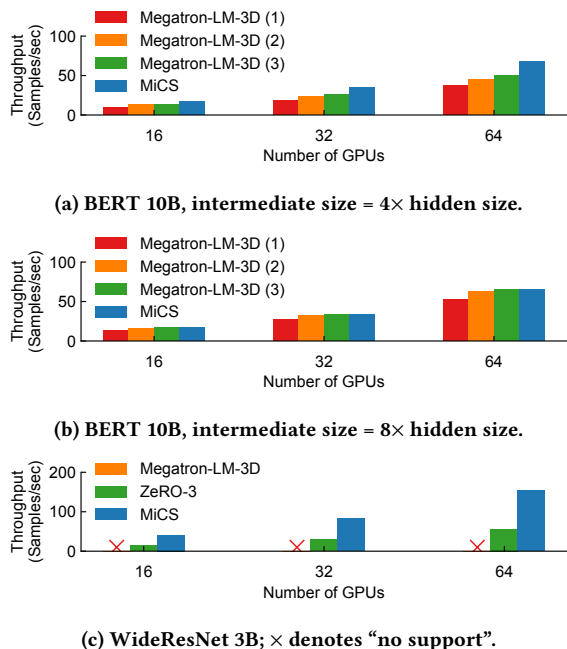 Megatron-LM-3D (1)
Megatron-LM-3D (2)
Megatron-LM-3D (3)
MiCS
Throughput
(Samples/sec)
100
50
0
16
32
64
Number of GPUs
(a) BERT 10B, intermediate size = 4× hidden size.
Megatron-LM-3D (1)
Megatron-LM-3D (2)
Megatron-LM-3D (3)
MiCS
Throughput
(Samples/sec)
100
50
0
16
32
64
Number of GPUs
(b) BERT 10B, intermediate size = 8× hidden size.
Megatron-LM-3D
ZeRO-3
MiCS
Throughput
(Samples/sec)
200
100
0
16
32
64
Number of GPUs
(c) WideResNet 3B; × denotes “no support”.